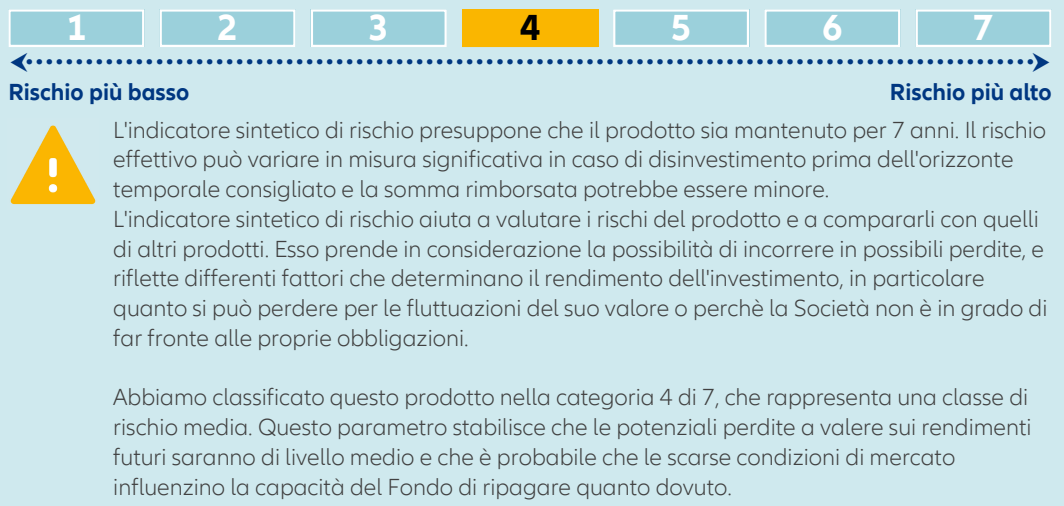 1 2 3 4 5 6 7
Rischio più basso Rischio più alto
L'indicatore sintetico di rischio presuppone che il prodotto sia mantenuto per 7 anni. Il rischio
effettivo può variare in misura significativa in caso di disinvestimento prima dell'orizzonte
temporale consigliato e la somma rimborsata potrebbe essere minore.
L'indicatore sintetico di rischio aiuta a valutare i rischi del prodotto e a compararli con quelli
di altri prodotti. Esso prende in considerazione la possibilità di incorrere in possibili perdite, e
riflette differenti fattori che determinano il rendimento dell'investimento, in particolare
quanto si può perdere per le fluttuazioni del suo valore o perchè la Società non è in grado di
far fronte alle proprie obbligazioni.
Abbiamo classificato questo prodotto nella categoria 4 di 7, che rappresenta una classe di
rischio media. Questo parametro stabilisce che le potenziali perdite a valere sui rendimenti
futuri saranno di livello medio e che è probabile che le scarse condizioni di mercato
influenzino la capacità del Fondo di ripagare quanto dovuto.